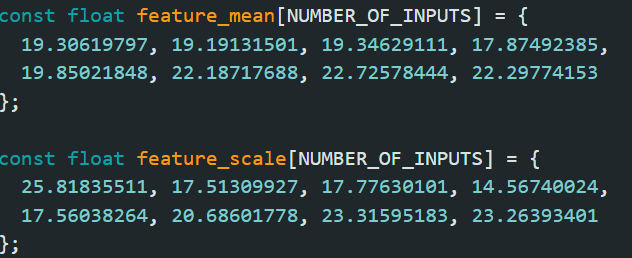 const float feature_mean[NUMBER_OF_INPUTS] = {
19.30619797, 19.19131501, 19.34629111, 17.87492385,
19.85021848, 22.18717688, 22.72578444, 22.29774153
};
const float feature_scale[NUMBER_OF_INPUTS] = {
25.81835511, 17.51309927, 17.77630101, 14.56740024,
17.56038264, 20.68601778, 23.31595183, 23.26393401
};